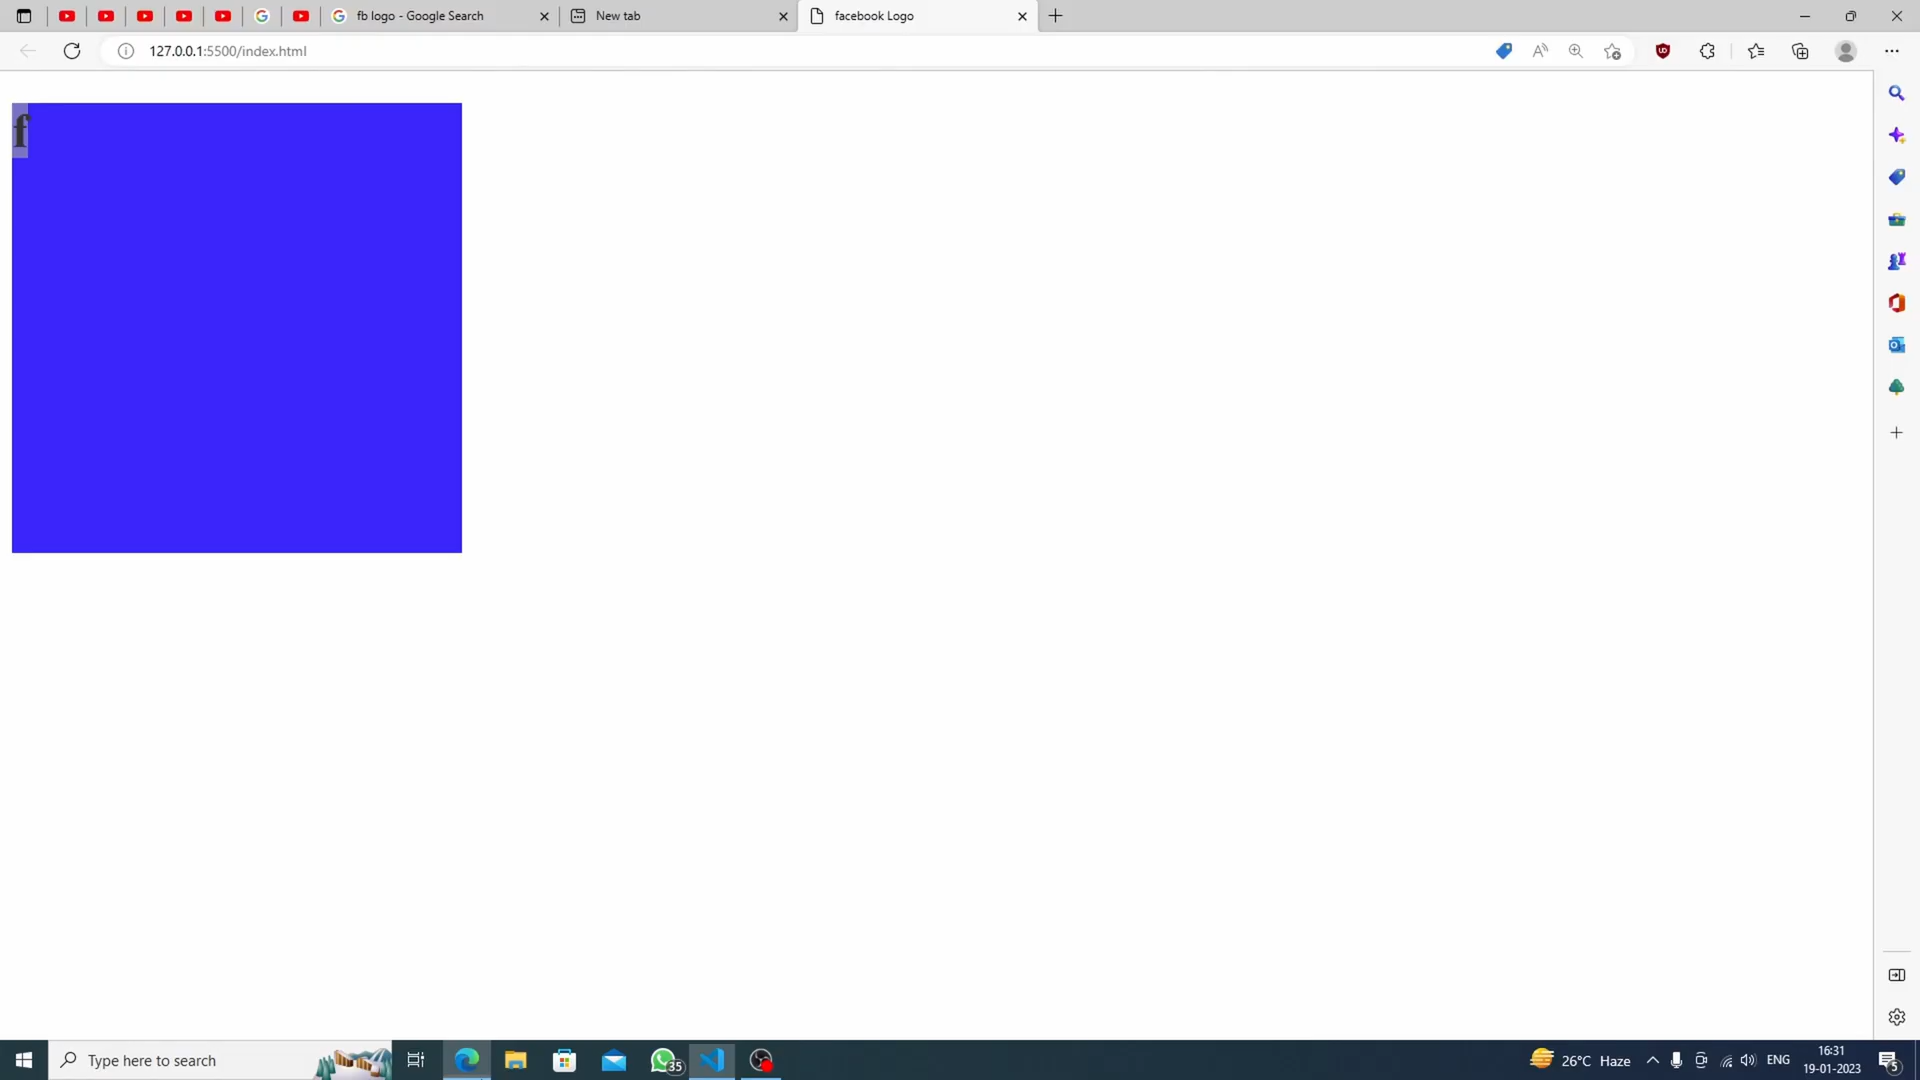 fb logo - Google Search
New tab
facebook Logo
127.0.0.1:5500/index.html
f
Type here to search
35
26°C Haze
ENG
16:31
19-01-2023
5